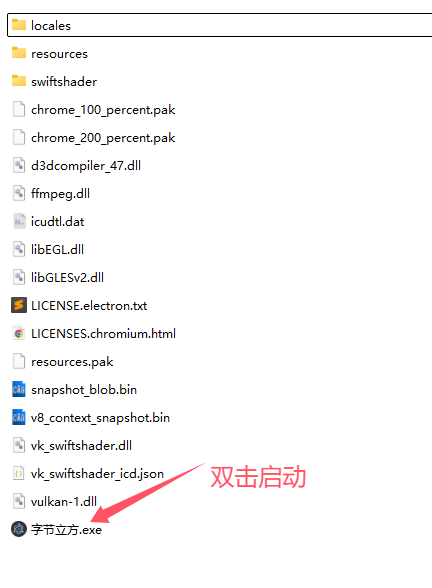 locales
resources
swiftshader
chrome_100_percent.pak
chrome_200_percent.pak
d3dcompiler_47.dll
ffmpeg.dll
icudtl.dat
libEGL.dll
libGLESv2.dll
LICENSE.electron.txt
LICENSES.chromium.html
resources.pak
snapshot_blob.bin
v8_context_snapshot.bin
vk_swiftshader.dll
vk_swiftshader_icd.json
双击启动
vulkan-1.dll
字节立方.exe